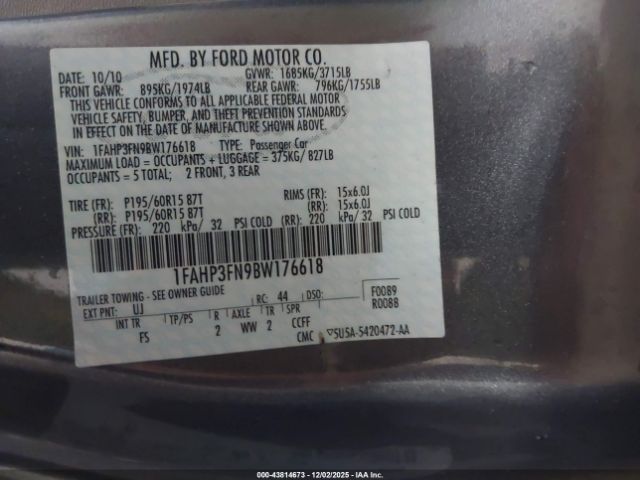 MFD. BY FORD MOTOR CO.
DATE: 10/10 GVWR: 1685KG/3715LB
FRONT GAWR: 895KG/1974LB REAR GAWR: 796KG/1755LB
THIS VEHICLE CONFORMS TO ALL APPLICABLE FEDERAL MOTOR
VEHICLE SAFETY, BUMPER, AND THEFT PREVENTION STANDARDS
IN EFFECT ON THE DATE OF MANUFACTURE SHOWN ABOVE.
VIN: 1FAHP3FN9BW176618 TYPE: Passenger Car
MAXIMUM LOAD = OCCUPANTS + LUGGAGE = 375KG/ 827LB
OCCUPANTS = 5 TOTAL; 2 FRONT, 3 REAR
TIRE (FR): P195/60R15 87T RIMS (FR): 15x6.0J
(RR): P195/60R15 87T (RR): 15x6.0J
PRESSURE (FR): 220 kPa/ 32 PSI COLD (RR): 220 kPa/ 32 PSI COLD
1FAHP3FN9BW176618
TRAILER TOWING - SEE OWNER GUIDE
EXT PNT: UJ RC: 44 DSO: F0089
R0088
INT TR TP/PS R AXLE TR SPR
FS 2 WW 2 CCFF
CMC ▽SU5A-5420472-AA
000-43814673 - 12/02/2025 - IAA Inc.